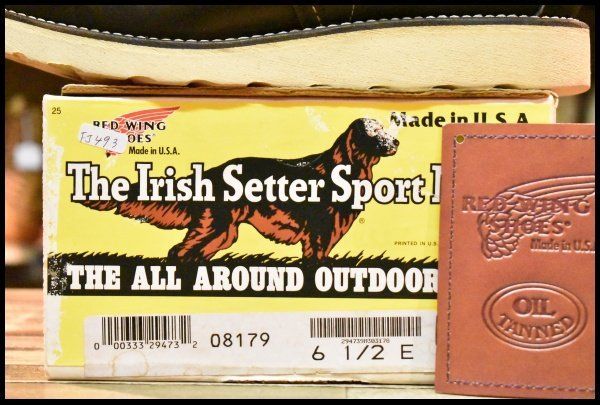 25
RED WING
SHOES
Made in U.S.A.
TJ493
Made in U.S.A.
The Irish Setter Sport
®
PRINTED IN U.S.
THE ALL AROUND OUTDOOR
0 00333 29473 2
08179
294739M303178
6 1/2 E
RED WING
SHOES
Made in U.S.
OIL
TANNED